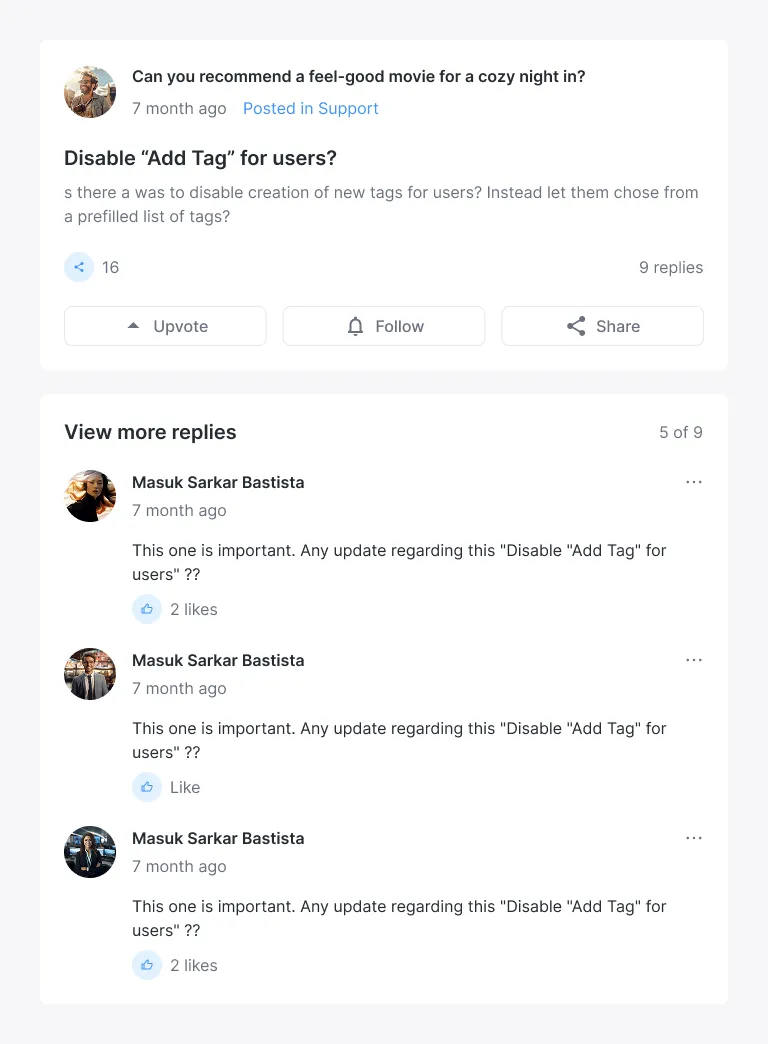 Can you recommend a feel-good movie for a cozy night in?
7 month ago Posted in Support
Disable “Add Tag” for users?
s there a was to disable creation of new tags for users? Instead let them chose from
a prefilled list of tags?
16 9 replies
Upvote Follow Share
View more replies 5 of 9
Masuk Sarkar Bastista
7 month ago
This one is important. Any update regarding this "Disable "Add Tag" for
users" ??
2 likes
Masuk Sarkar Bastista
7 month ago
This one is important. Any update regarding this "Disable "Add Tag" for
users" ??
Like
Masuk Sarkar Bastista
7 month ago
This one is important. Any update regarding this "Disable "Add Tag" for
users" ??
2 likes